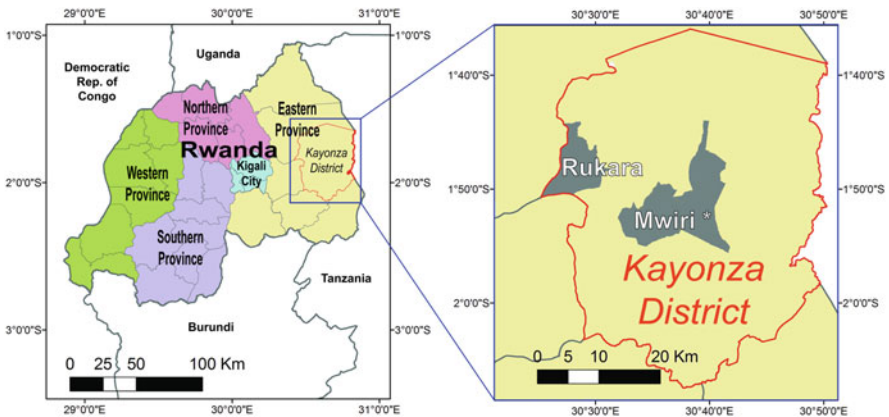 29°0'0"E 30°0'0"E 31°0'0"E
1°0'0"S
2°0'0"S
3°0'0"S
Democratic
Rep. of
Congo
Uganda
Northern
Province
Eastern
Province
Rwanda
Kayonza
District
Kigali
City
Western
Province
Southern
Province
Tanzania
Burundi
0 25 50 100 Km
1°0'0"S
2°0'0"S
3°0'0"S
29°0'0"E 30°0'0"E 31°0'0"E
30°30'0"E 30°40'0"E 30°50'0"E
1°40'0"S
1°50'0"S
2°0'0"S
Rukara
Mwiri *
Kayonza
District
0 5 10 20 Km
1°40'0"S
1°50'0"S
2°0'0"S
30°30'0"E 30°40'0"E 30°50'0"E